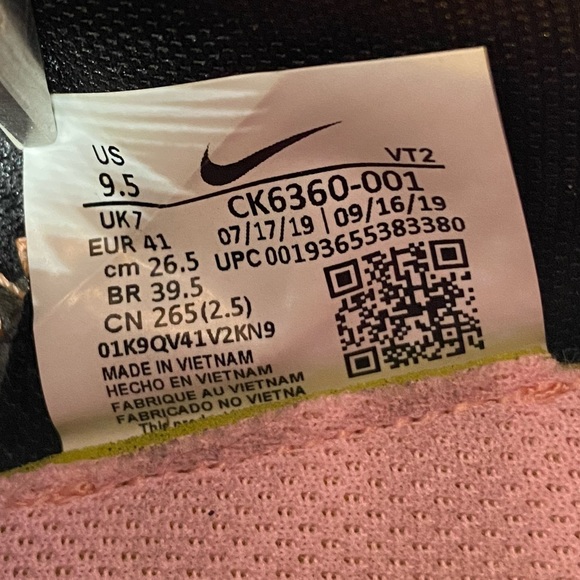 US
9.5
VT2
UK7
CK6360-001
EUR 41
07/17/19 | 09/16/19
cm 26.5
UPC 00193655383380
BR 39.5
CN 265(2.5)
01K9QV41V2KN9
MADE IN VIETNAM
HECHO EN VIETNAM
FABRIQUE AU VIETNAM
FABRICADO NO VIETNA
This